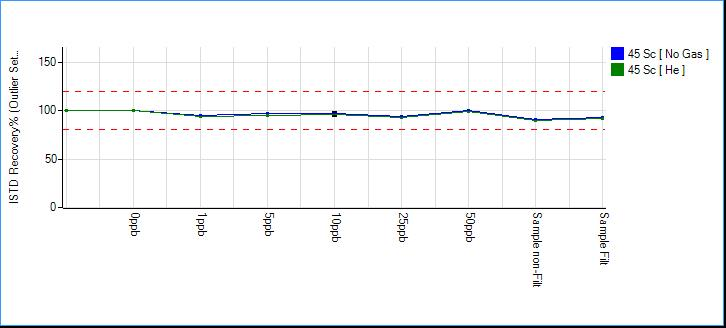 ISTD Recovery% (Outlier Set...
150
100
50
0
0ppb
1ppb
5ppb
10ppb
25ppb
50ppb
Sample non-Filt
Sample Filt
45 Sc [ No Gas ]
45 Sc [ He ]